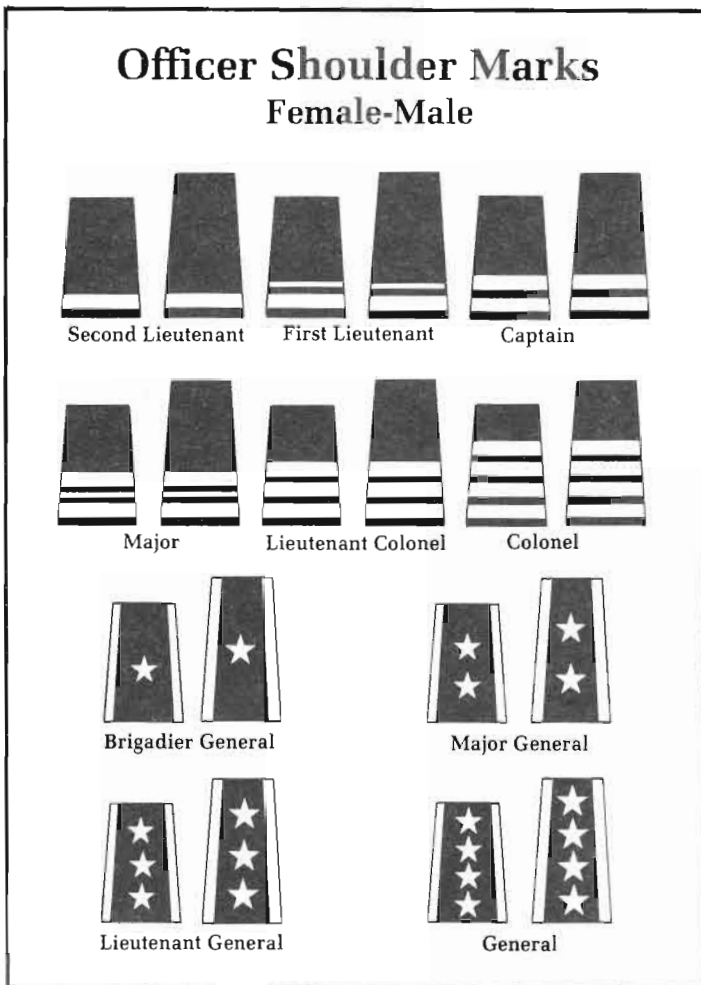 Officer Shoulder Marks
Female-Male
Second Lieutenant First Lieutenant Captain
Major Lieutenant Colonel Colonel
Brigadier General Major General
Lieutenant General General